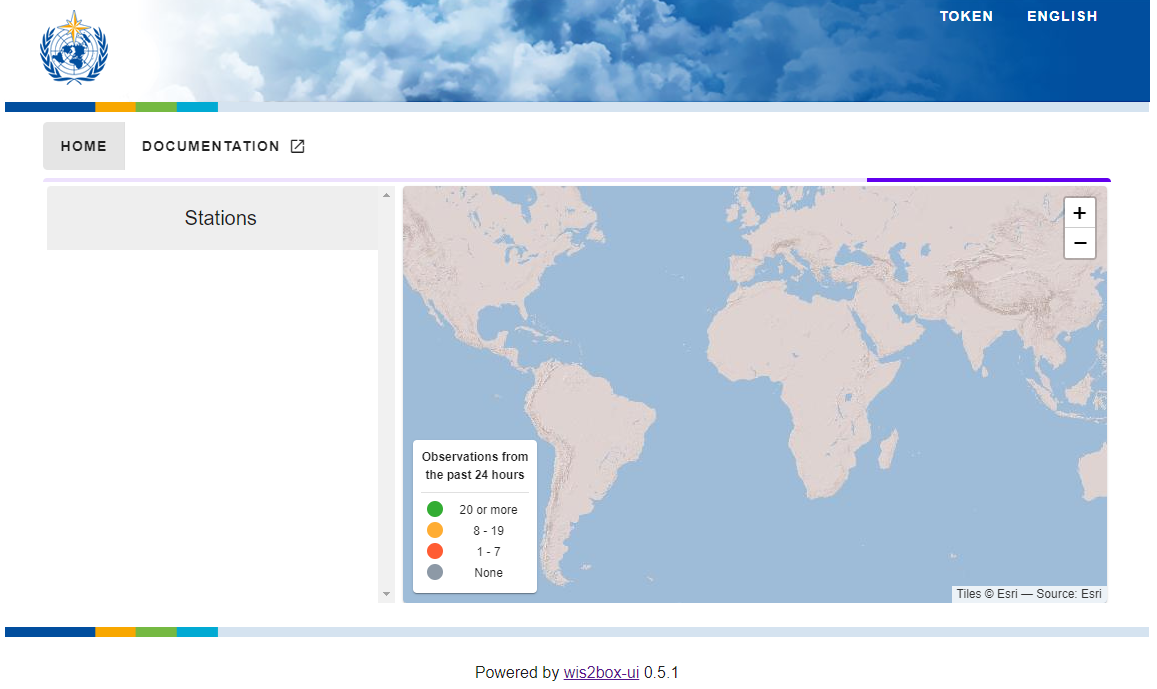 TOKEN
ENGLISH
HOME
DOCUMENTATION
Stations
+
−
Observations from
the past 24 hours
20 or more
8 - 19
1 - 7
None
Tiles © Esri — Source: Esri
Powered by wis2box-ui 0.5.1